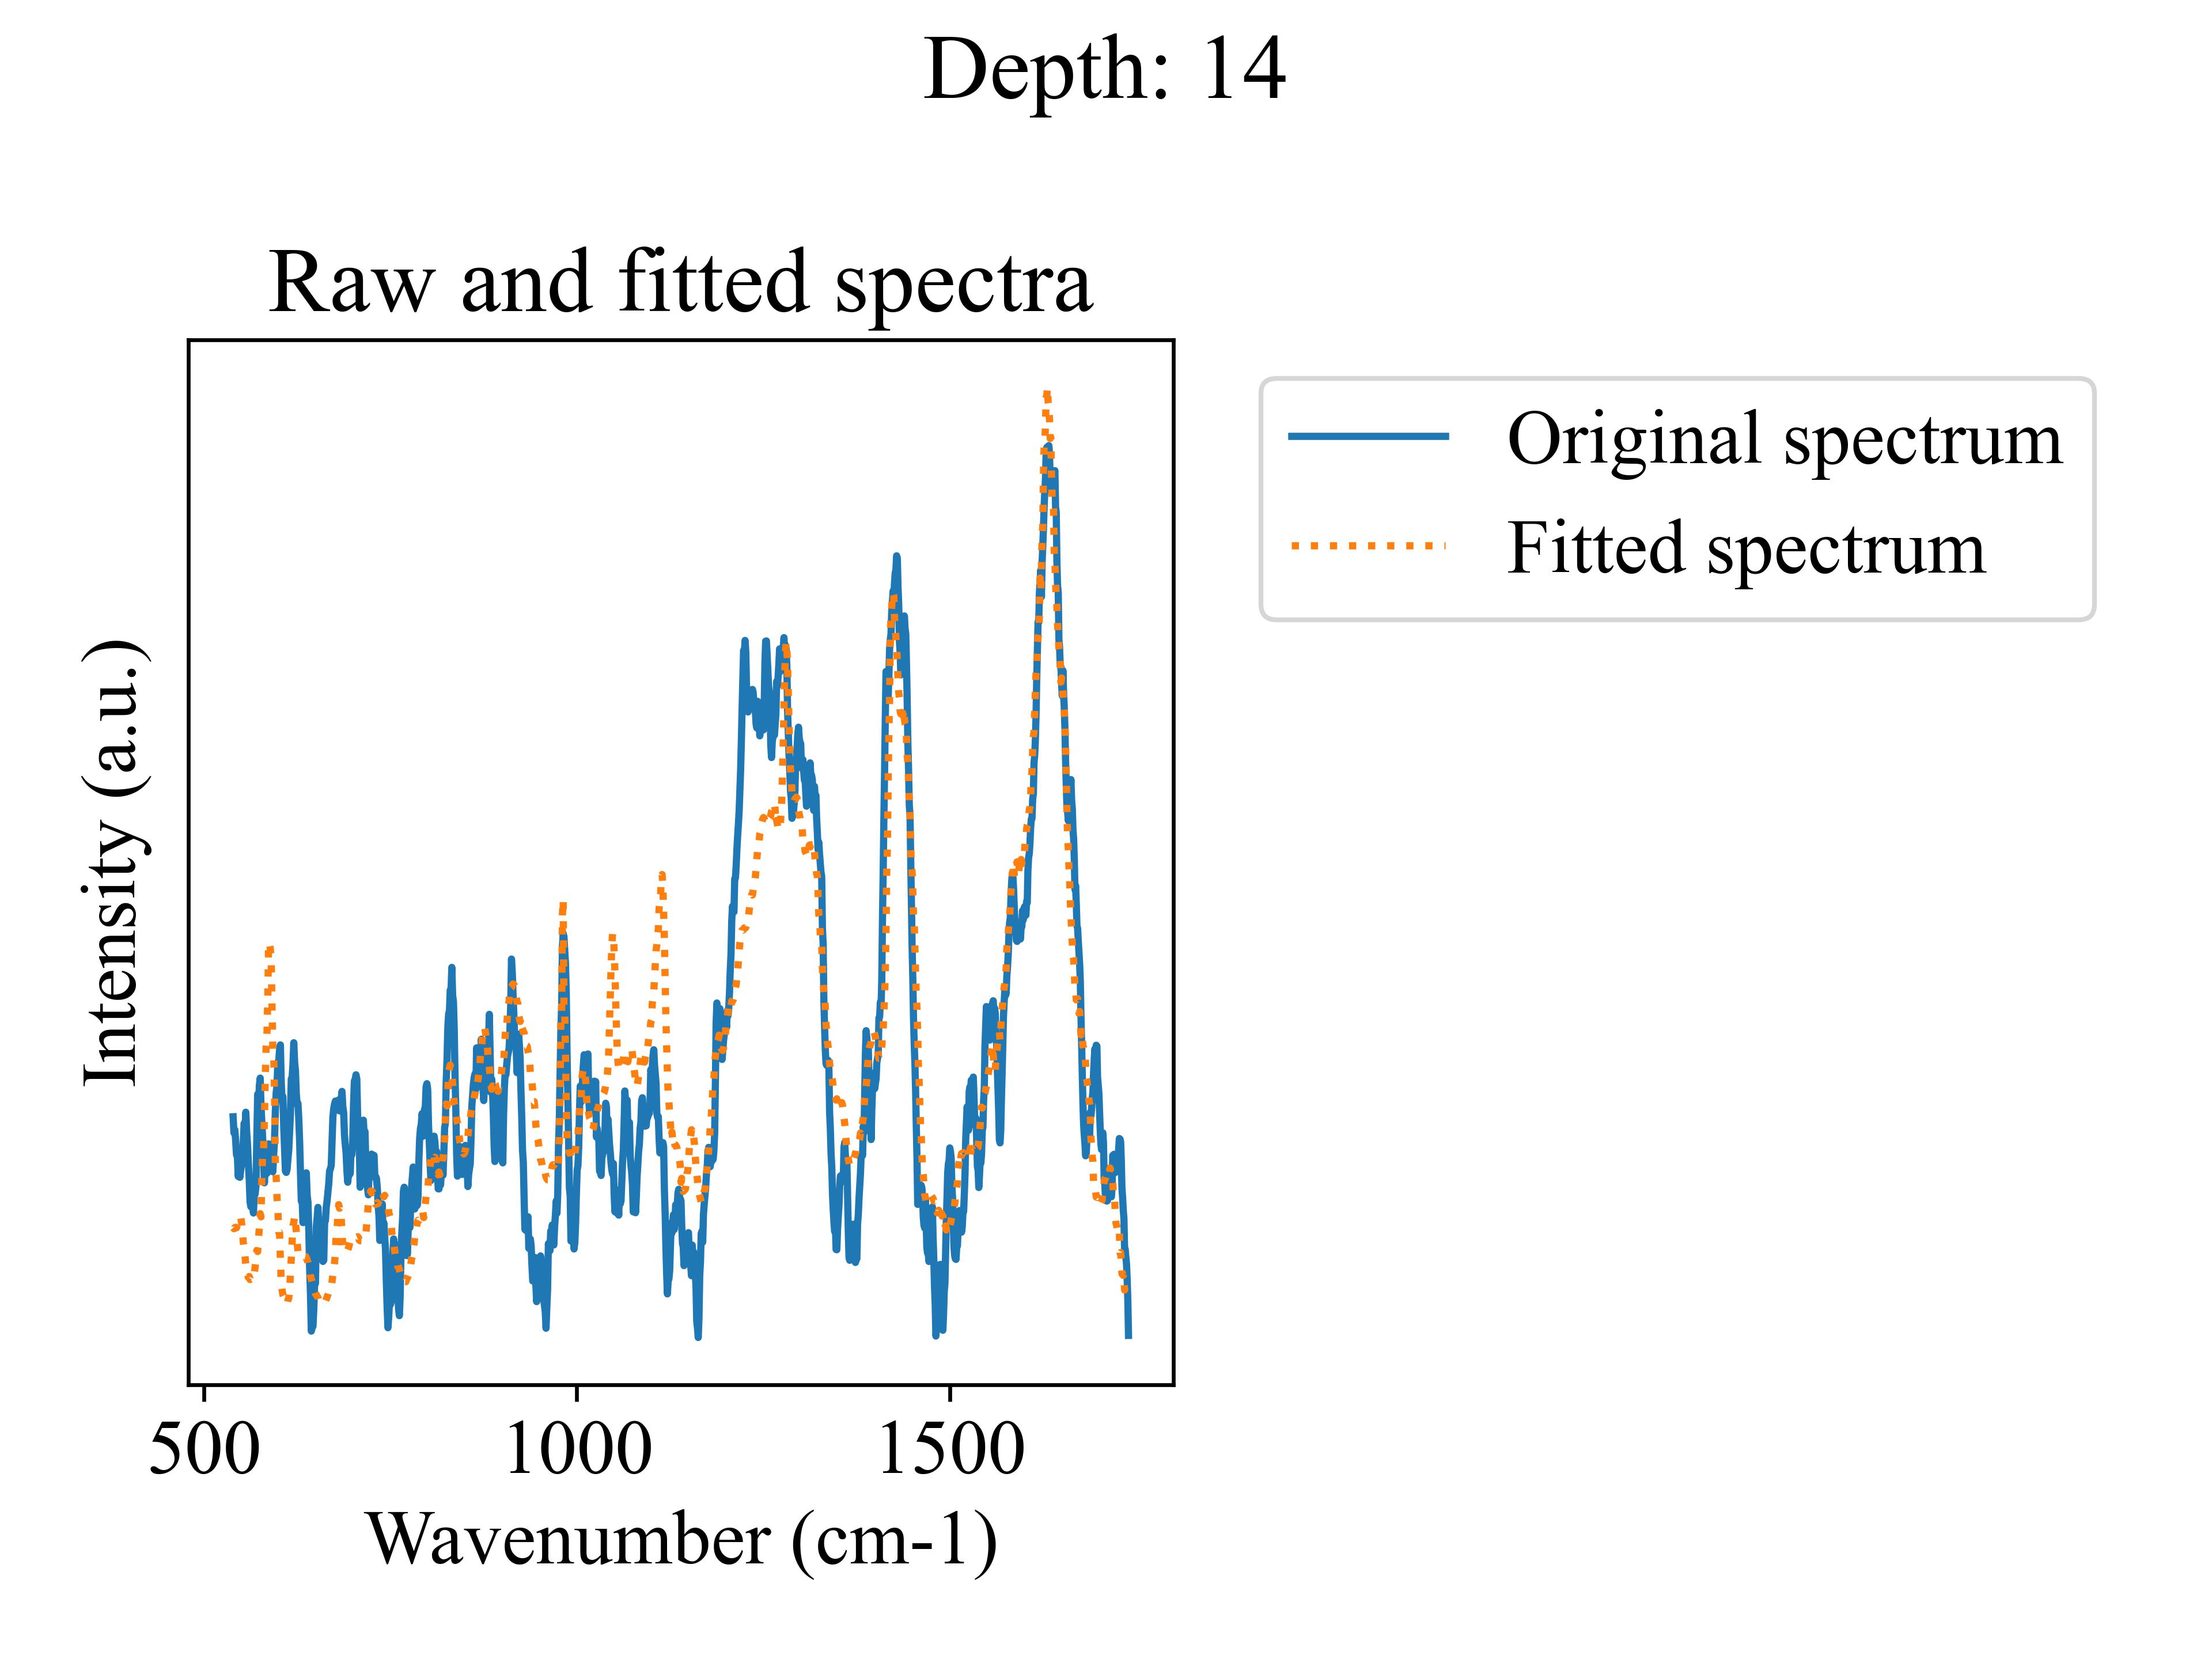 Depth: 14
Raw and fitted spectra
Original spectrum
Fitted spectrum
Intensity (a.u.)
500 1000 1500
Wavenumber (cm-1)